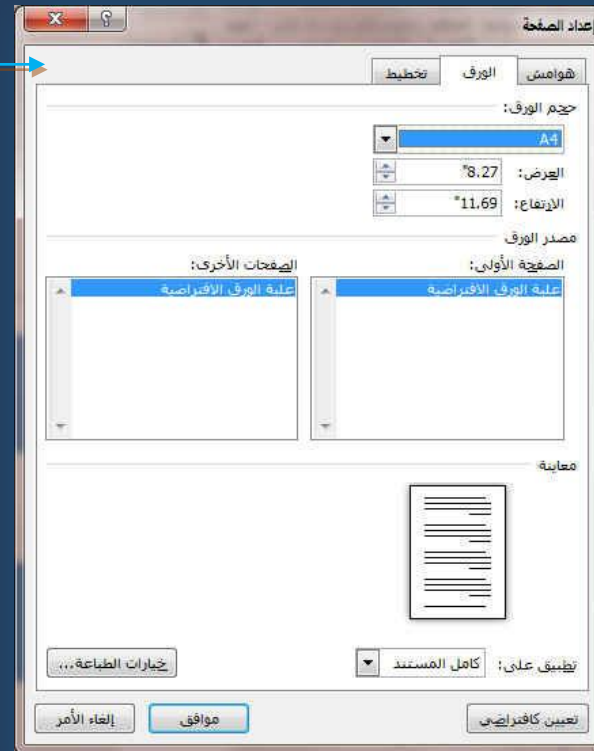 إعداد الصفحة
هوامش الورق تخطيط
حجم الورق:
A4
العرض: 8.27"
الارتفاع: 11.69"
مصدر الورق
الصفحة الأولى: الصفحات الأخرى:
علبة الورق الافتراضية علبة الورق الافتراضية
معاينة
تطبيق على: كامل المستند خيارات الطباعة...
تعيين كافتراضي موافق إلغاء الأمر